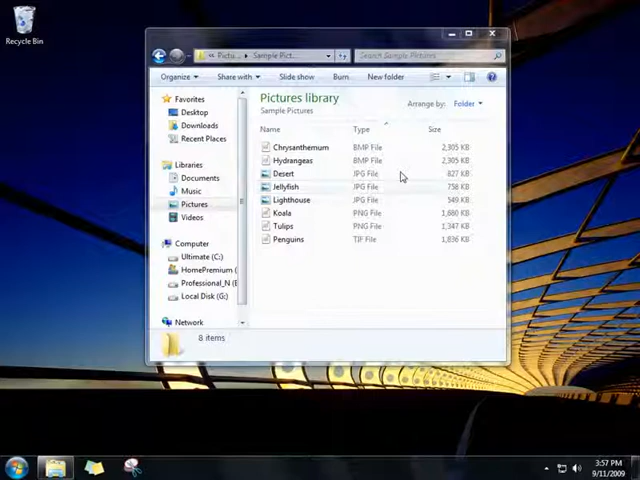 Recycle Bin
Pictu... Sample Pict...
Search Sample Pictures
Organize Share with Slide show Burn New folder
Favorites
Desktop
Downloads
Recent Places
Libraries
Documents
Music
Pictures
Videos
Computer
Ultimate (C:)
HomePremium (
Professional_N (E
Local Disk (G:)
Network
Pictures library
Sample Pictures
Arrange by: Folder
Name Type Size
Chrysanthemum BMP File 2,305 KB
Hydrangeas BMP File 2,305 KB
Desert JPG File 827 KB
Jellyfish JPG File 758 KB
Lighthouse JPG File 549 KB
Koala PNG File 1,680 KB
Tulips PNG File 1,347 KB
Penguins TIF File 1,836 KB
8 items
3:57 PM
9/11/2009